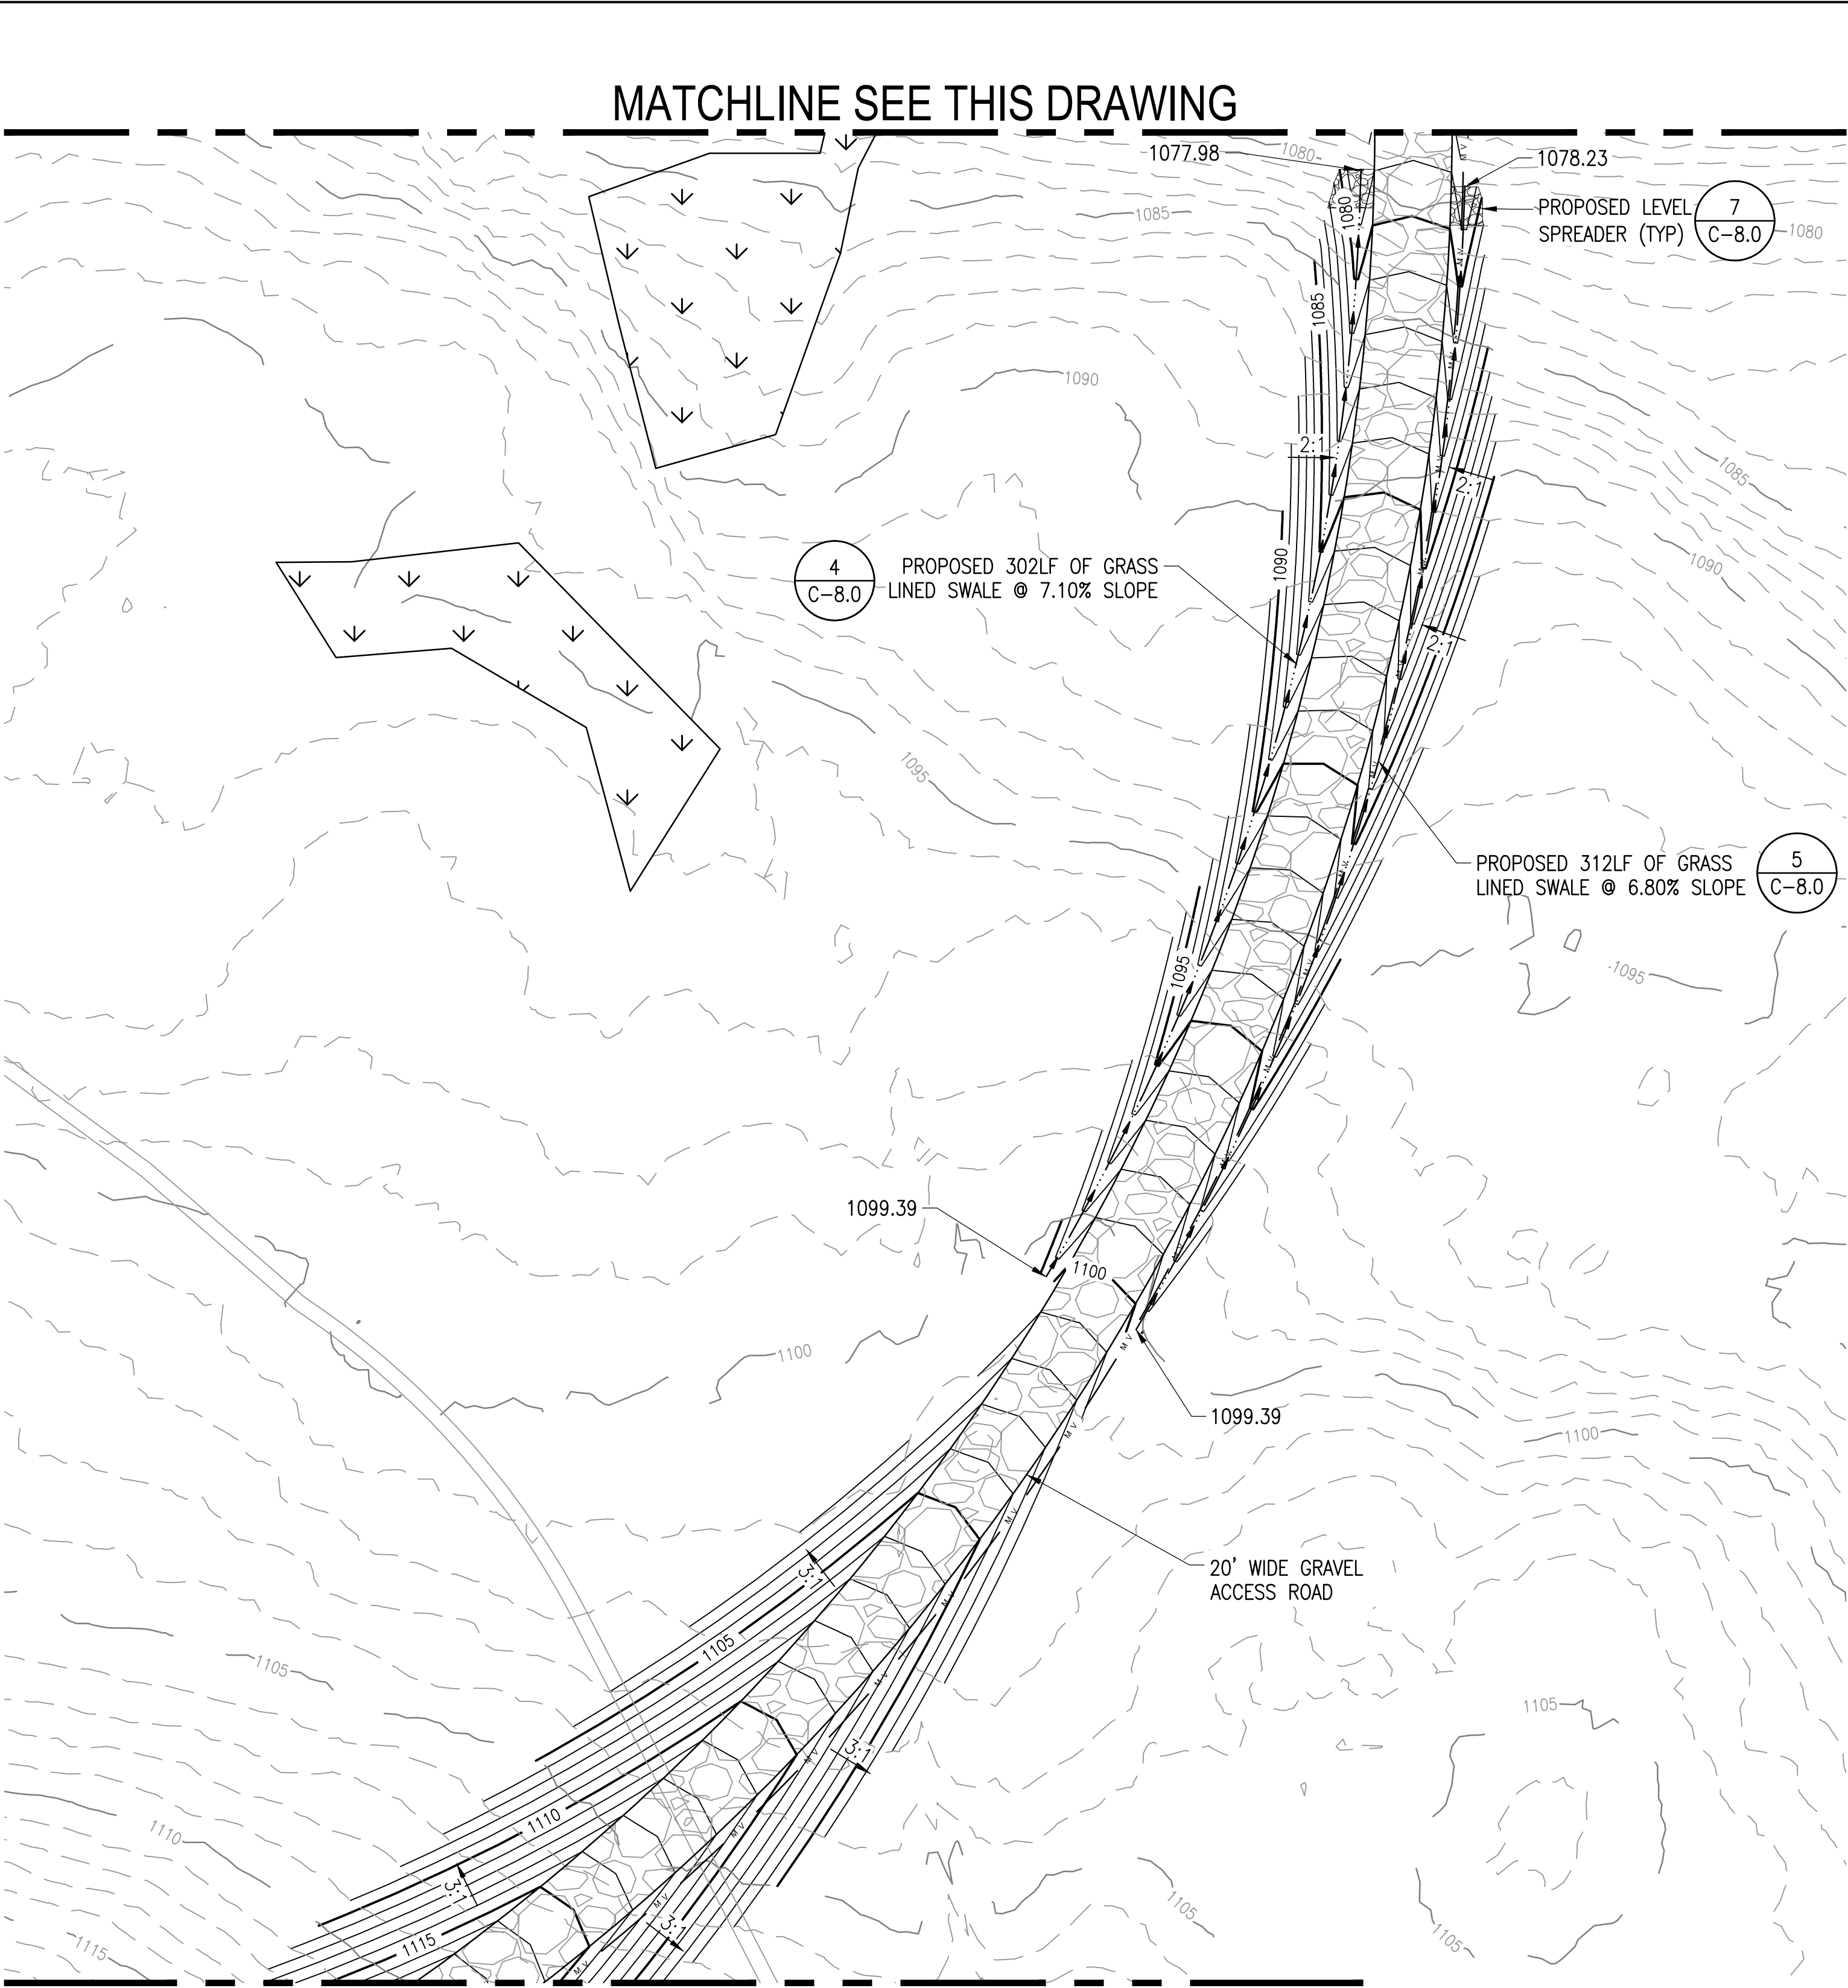 MATCHLINE SEE THIS DRAWING
1077.98
1080
1078.23
PROPOSED LEVEL
SPREADER (TYP)
7
C-8.0
1080
1085
1080
1085
1090
2:1
2:1
1085
1090
4
C-8.0
PROPOSED 302LF OF GRASS
LINED SWALE @ 7.10% SLOPE
1090
2:1
1095
PROPOSED 312LF OF GRASS
LINED SWALE @ 6.80% SLOPE
5
C-8.0
1095
1095
1099.39
1100
1100
1099.39
1100
20' WIDE GRAVEL
ACCESS ROAD
3:1
1105
1105
1105
3:1
1110
1110
3:1
1105
3:1
1115
1115
1105
M V
M V
M V
M V
M V
M V
M V
M V